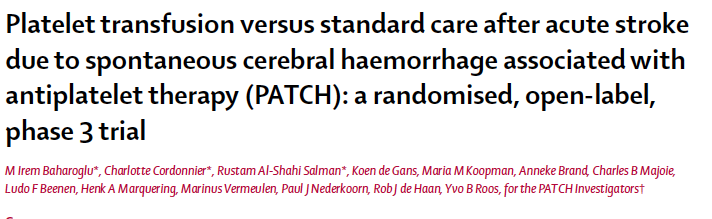 Platelet transfusion versus standard care after acute stroke
due to spontaneous cerebral haemorrhage associated with
antiplatelet therapy (PATCH): a randomised, open-label,
phase 3 trial
M Irem Baharoglu*, Charlotte Cordonnier*, Rustam Al-Shahi Salman*, Koen de Gans, Maria M Koopman, Anneke Brand, Charles B Majoie,
Ludo F Beenen, Henk A Marquering, Marinus Vermeulen, Paul J Nederkoorn, Rob J de Haan, Yvo B Roos, for the PATCH Investigators†